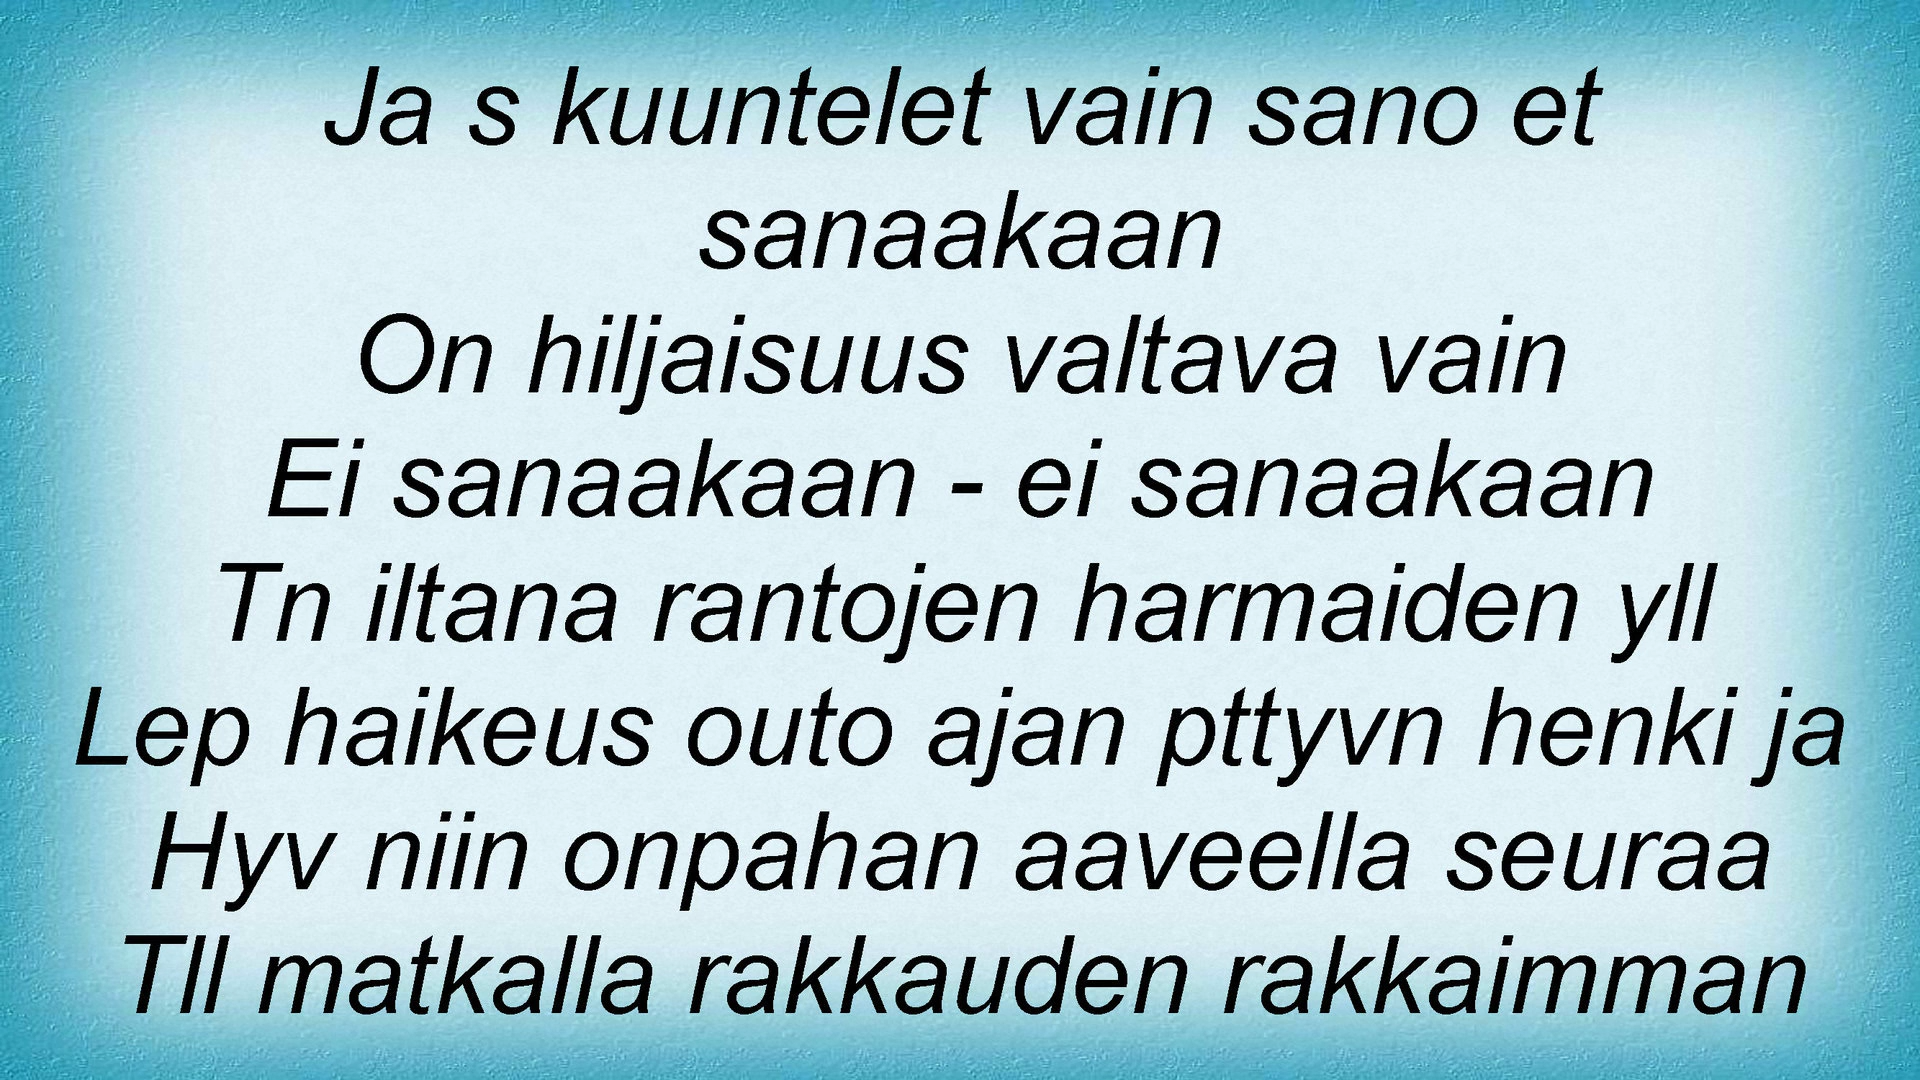 Ja s kuuntelet vain sano et
sanaakaan
On hiljaisuus valtava vain
Ei sanaakaan - ei sanaakaan
Tn iltana rantojen harmaiden yll
Lep haikeus outo ajan pttyvn henki ja
Hyv niin onpahan aaveella seuraa
Tll matkalla rakkauden rakkaimman